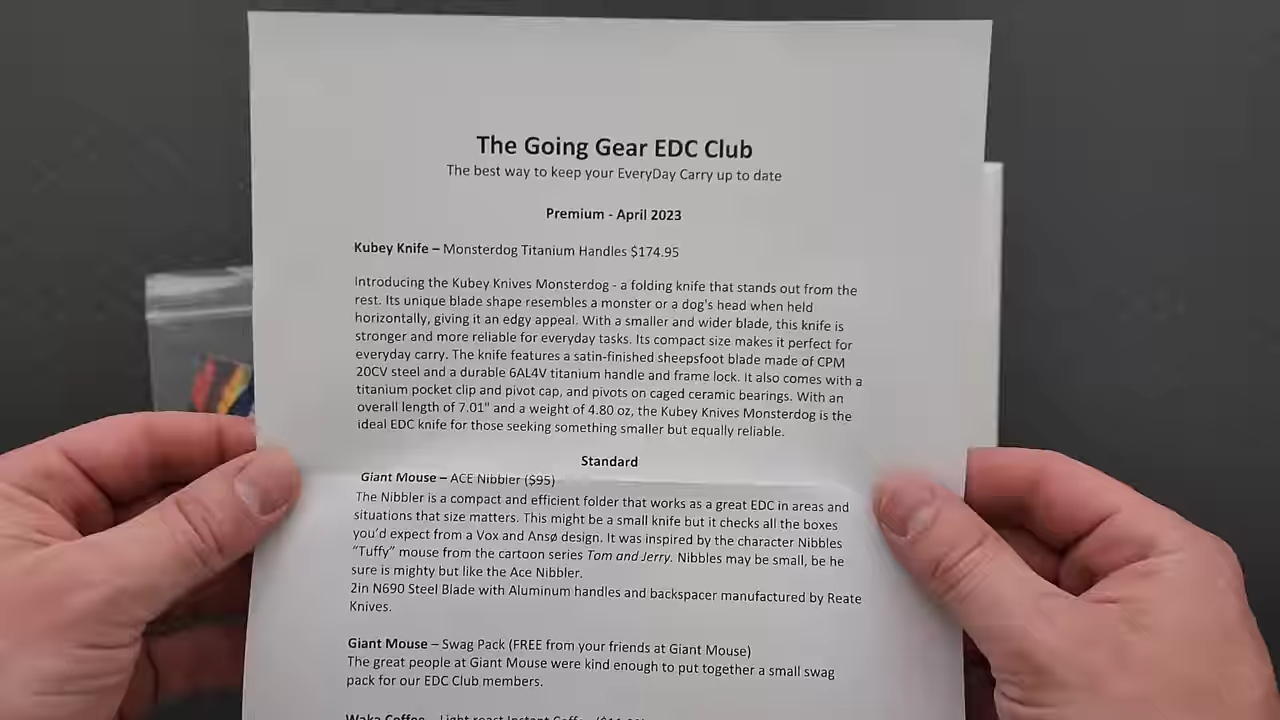 The Going Gear EDC Club
The best way to keep your EveryDay Carry up to date
Premium - April 2023
Kubey Knife – Monsterdog Titanium Handles $174.95
Introducing the Kubey Knives Monsterdog - a folding knife that stands out from the
rest. Its unique blade shape resembles a monster or a dog's head when held
horizontally, giving it an edgy appeal. With a smaller and wider blade, this knife is
stronger and more reliable for everyday tasks. Its compact size makes it perfect for
everyday carry. The knife features a satin-finished sheepsfoot blade made of CPM
20CV steel and a durable 6AL4V titanium handle and frame lock. It also comes with a
titanium pocket clip and pivot cap, and pivots on caged ceramic bearings. With an
overall length of 7.01" and a weight of 4.80 oz, the Kubey Knives Monsterdog is the
ideal EDC knife for those seeking something smaller but equally reliable.
Standard
Giant Mouse – ACE Nibbler ($95)
The Nibbler is a compact and efficient folder that works as a great EDC in areas and
situations that size matters. This might be a small knife but it checks all the boxes
you'd expect from a Vox and Ansø design. It was inspired by the character Nibbles
“Tuffy” mouse from the cartoon series Tom and Jerry. Nibbles may be small, be he
sure is mighty but like the Ace Nibbler.
2in N690 Steel Blade with Aluminum handles and backspacer manufactured by Reate
Knives.
Giant Mouse – Swag Pack (FREE from your friends at Giant Mouse)
The great people at Giant Mouse were kind enough to put together a small swag
pack for our EDC Club members.
Waka Coffee – Light roast Instant